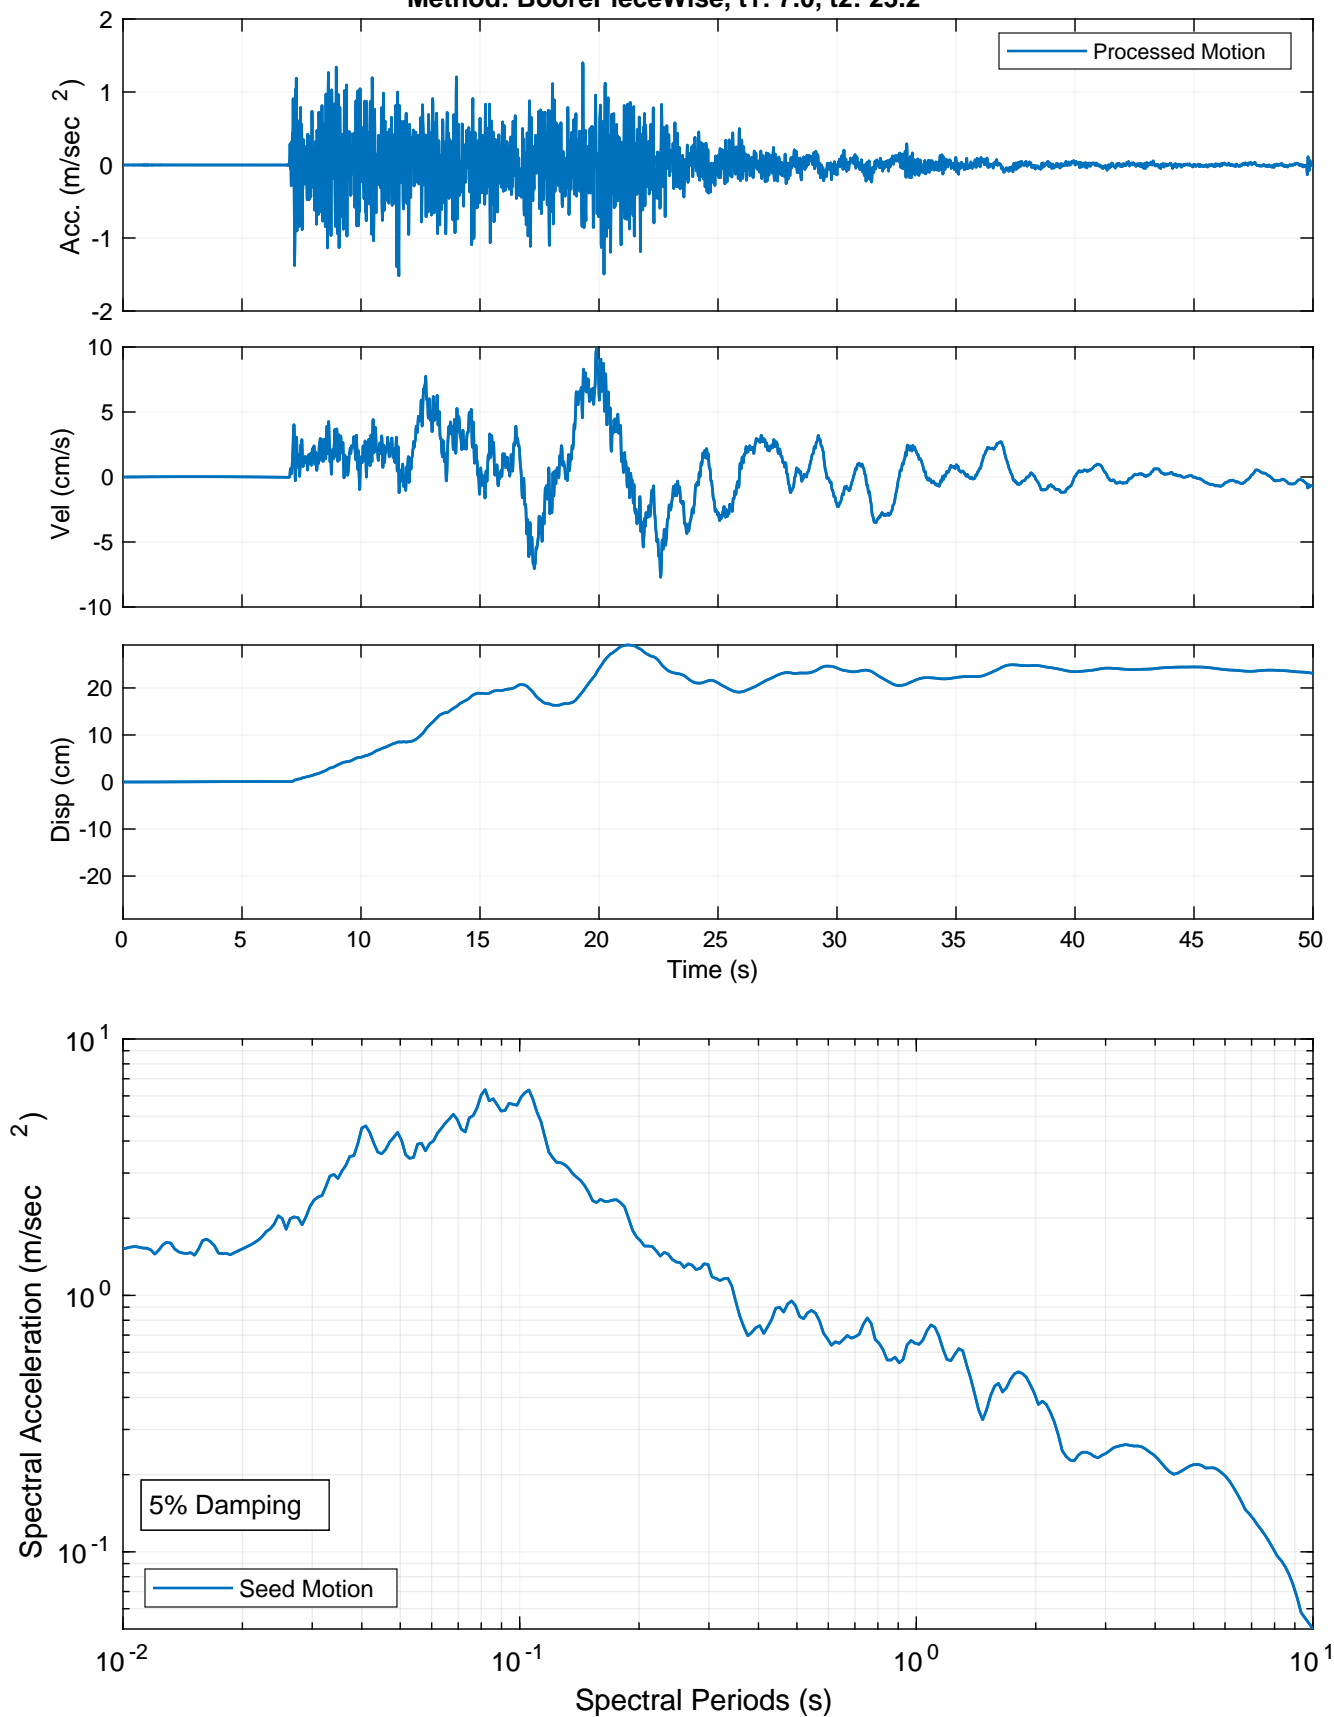 Method: BoorePieceWise, t1: 7.0, t2: 23.2
2
1
0
-1
-2
Acc. (m/sec 2)
Processed Motion
10
5
0
-5
-10
Vel (cm/s)
20
10
0
-10
-20
Disp (cm)
0 5 10 15 20 25 30 35 40 45 50
Time (s)
10 1
10 0
10 -1
Spectral Acceleration (m/sec 2)
5% Damping
Seed Motion
10 -2 10 -1 10 0 10 1
Spectral Periods (s)